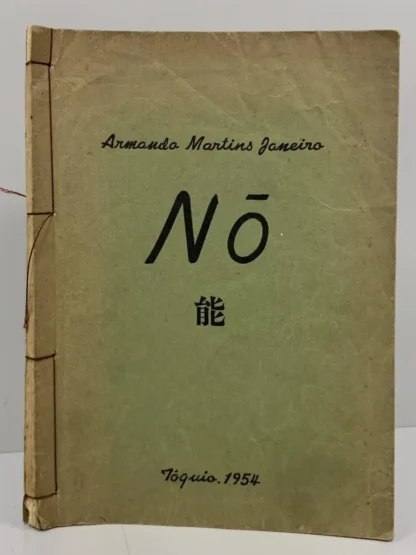 Armando Martins Janeiro
Nō
能
Tóquio. 1954